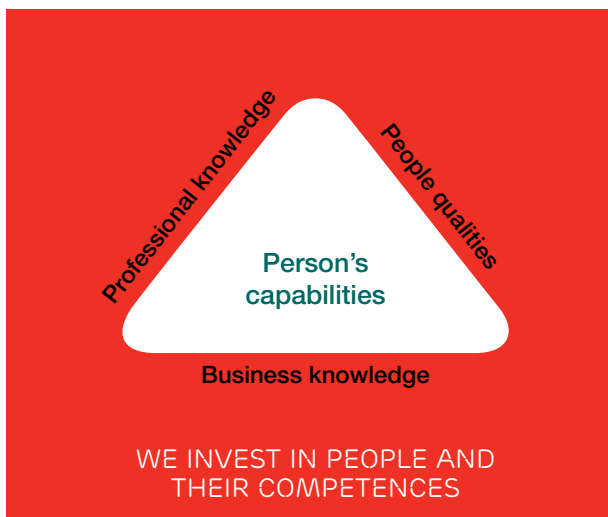 Professional knowledge
People qualities
Person's
capabilities
Business knowledge
WE INVEST IN PEOPLE AND
THEIR COMPETENCES